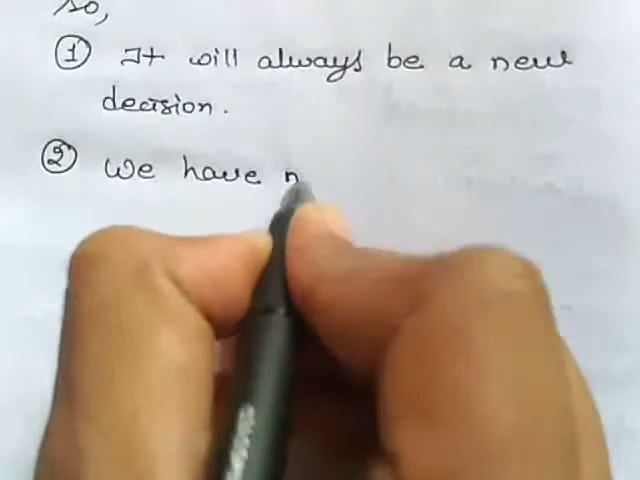 so,
① It will always be a new
decision.
② We have n